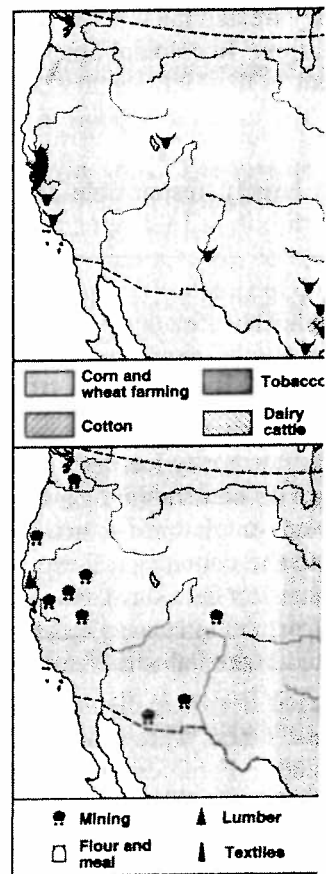 Corn and
wheat farming
Tobacco
Cotton
Dairy
cattle
Mining
Lumber
Flour and
meal
Textiles